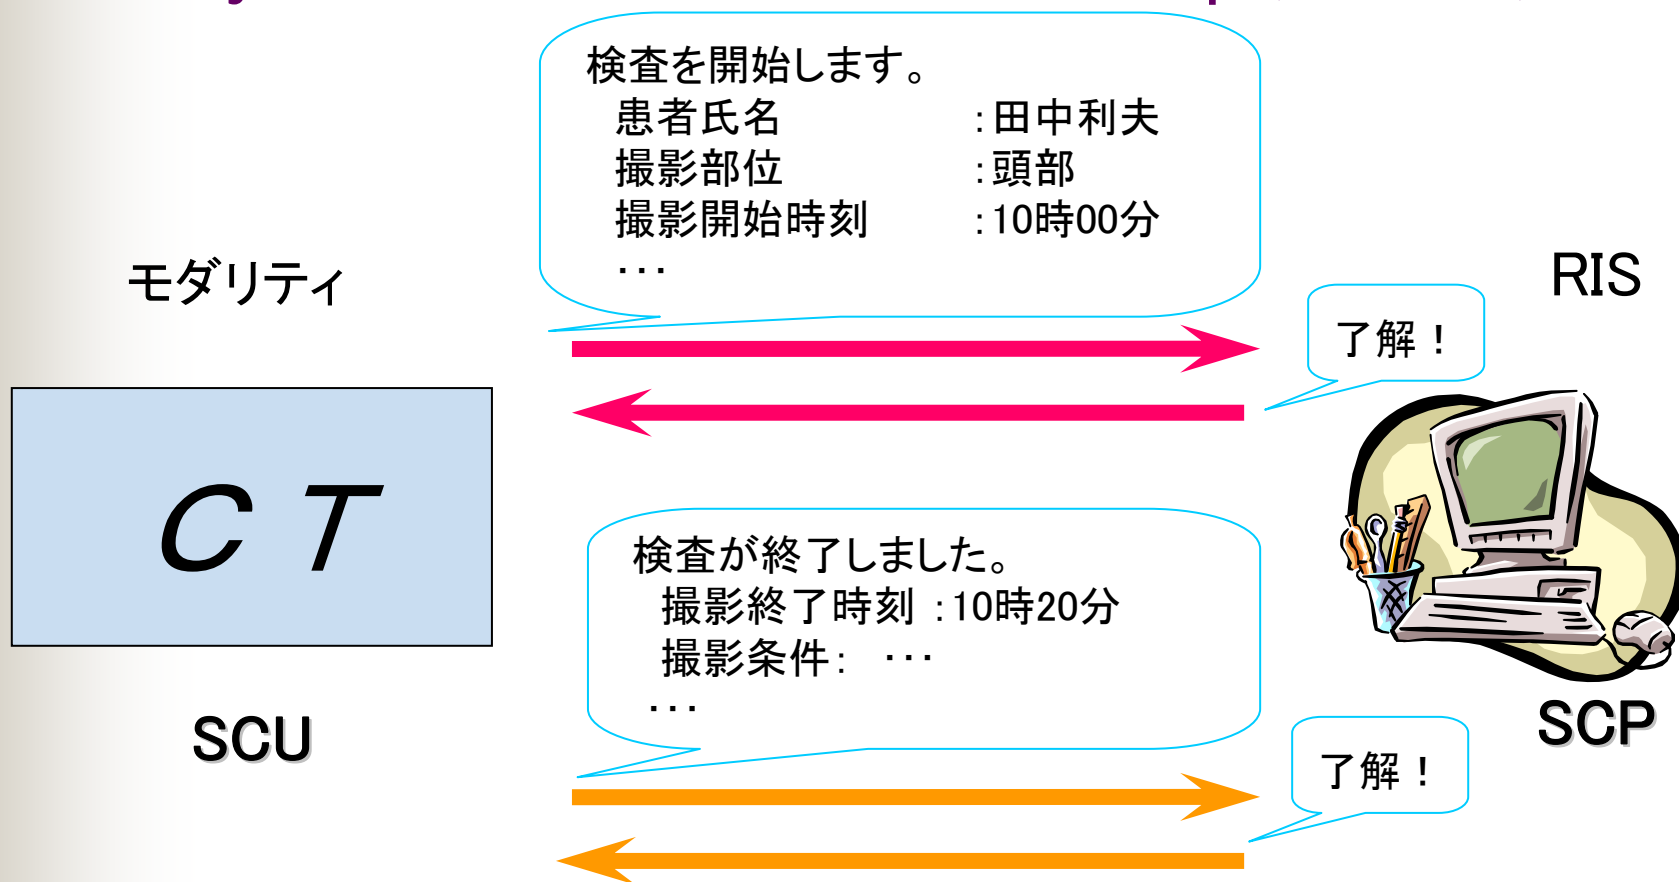 検査を開始します。
患者氏名 :田中利夫
撮影部位 :頭部
撮影開始時刻 :10時00分
・・・
モダリティ
RIS
了解！
CT
検査が終了しました。
撮影終了時刻 :10時20分
撮影条件: ・・・
・・・
SCU
SCP
了解！